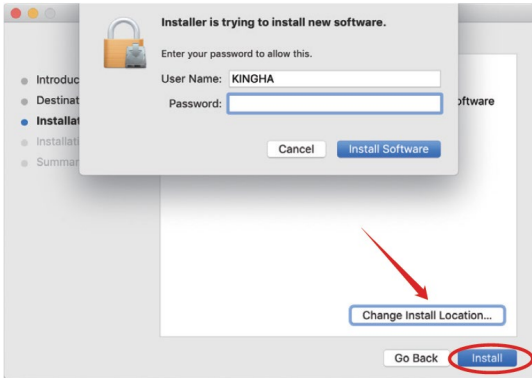 Installer is trying to install new software.
Enter your password to allow this.
User Name: KINGHA
Password:
Cancel Install Software
Introduc
Destinat
Installat
Installati
Summar
oftware
Change Install Location...
Go Back Install